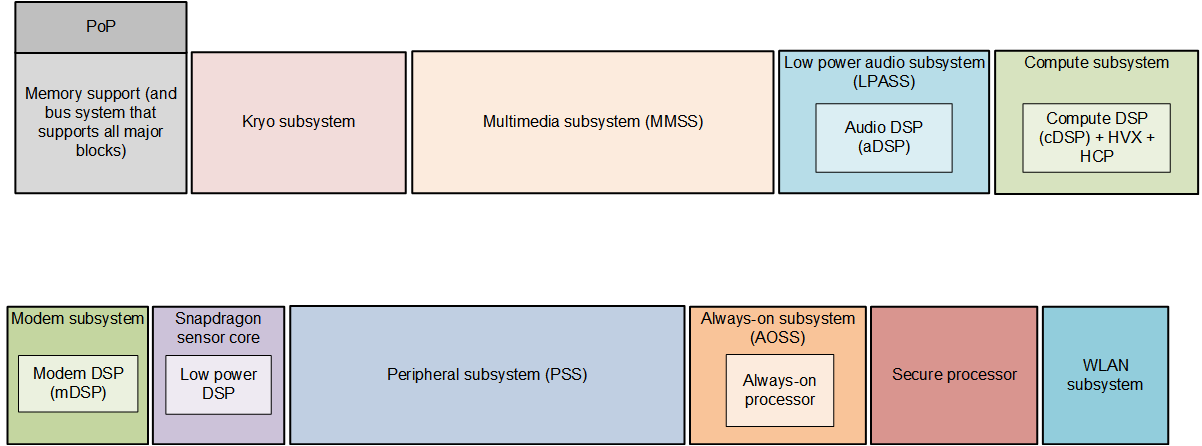 PoP
Memory support (and
bus system that
supports all major
blocks)
Kryo subsystem
Multimedia subsystem (MMSS)
Low power audio subsystem
(LPASS)
Audio DSP
(aDSP)
Compute subsystem
Compute DSP
(cDSP) + HVX +
HCP
Modem subsystem
Modem DSP
(mDSP)
Snapdragon
sensor core
Low power
DSP
Peripheral subsystem (PSS)
Always-on subsystem
(AOSS)
Always-on
processor
Secure processor
WLAN
subsystem